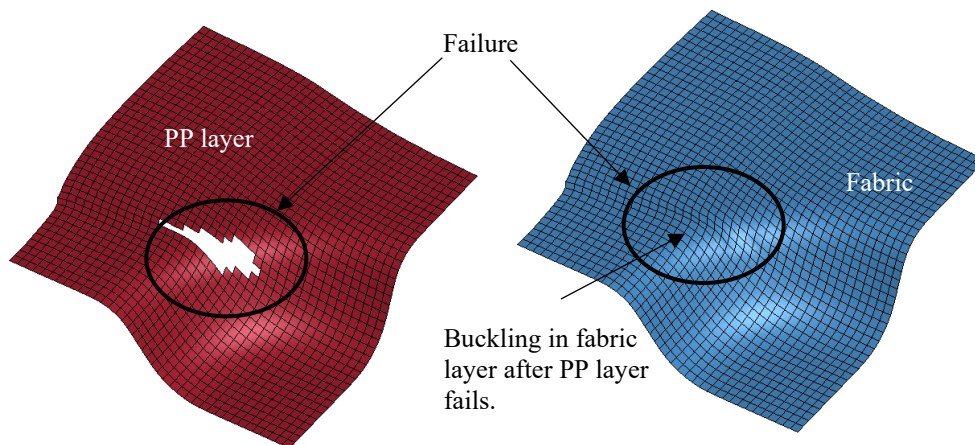 Failure
PP layer
Fabric
Buckling in fabric
layer after PP layer
fails.